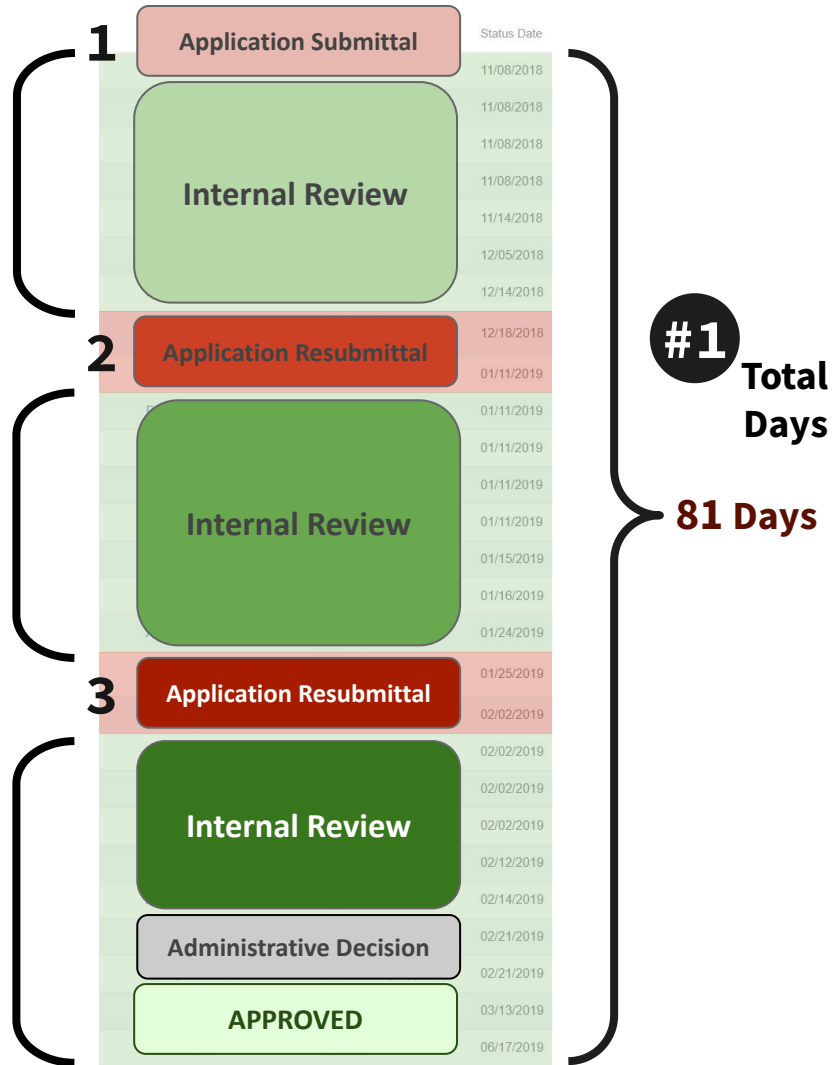 1
Application Submittal
Status Date
11/08/2018
11/08/2018
11/08/2018
11/08/2018
Internal Review
11/14/2018
12/05/2018
12/14/2018
2
Application Resubmittal
12/18/2018
01/11/2019
01/11/2019
01/11/2019
01/11/2019
01/11/2019
Internal Review
01/15/2019
01/16/2019
01/24/2019
3
Application Resubmittal
01/25/2019
02/02/2019
02/02/2019
02/02/2019
02/02/2019
Internal Review
02/12/2019
02/14/2019
Administrative Decision
02/21/2019
02/21/2019
APPROVED
03/13/2019
06/17/2019
#1
Total
Days
81 Days